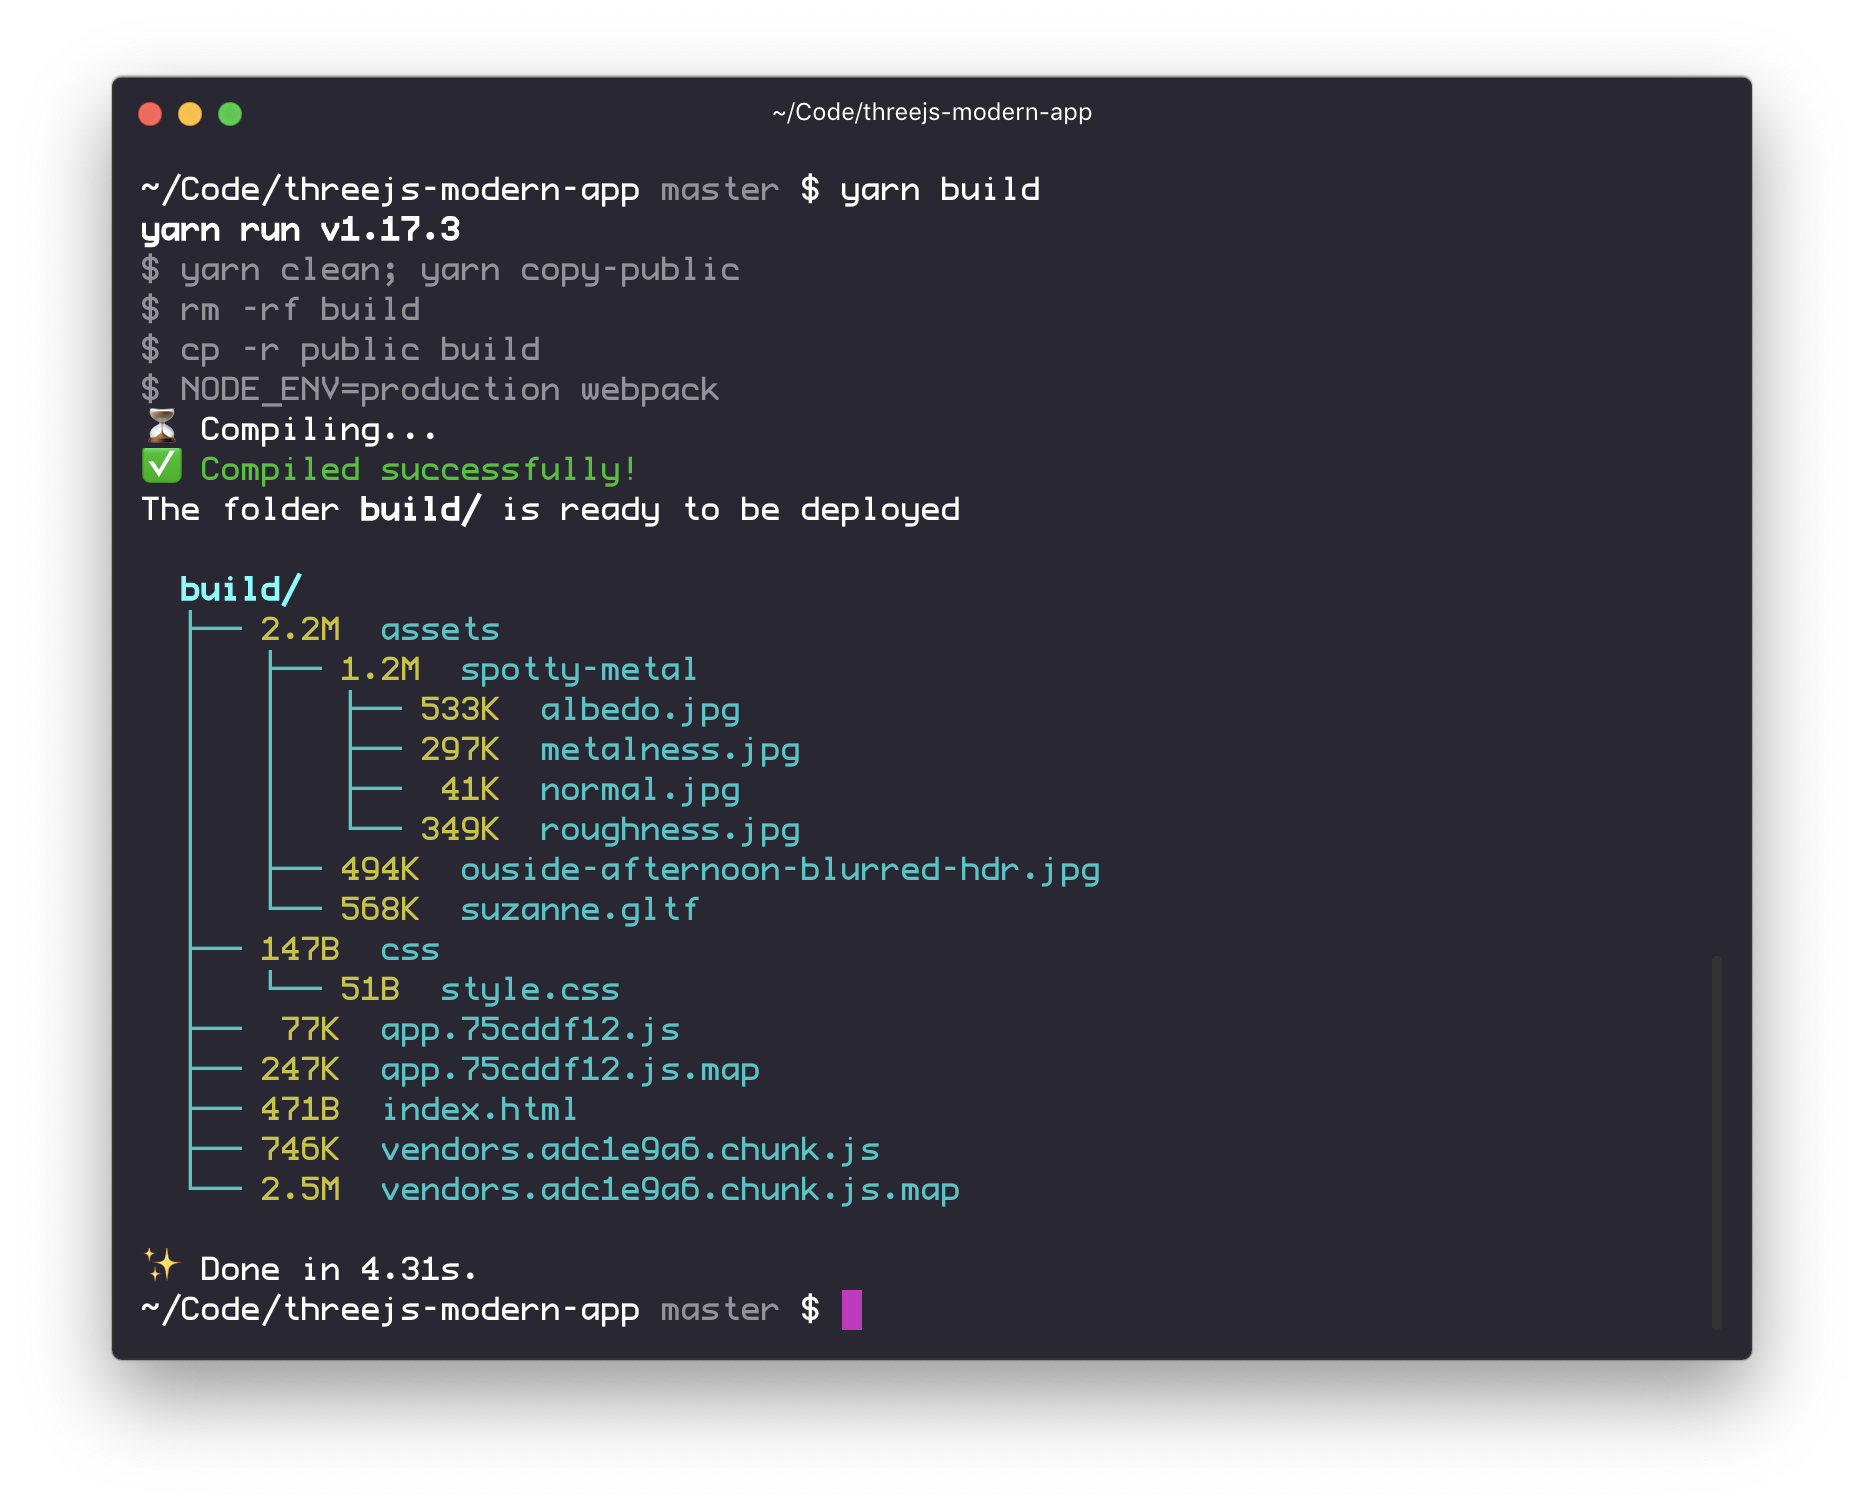 ~/Code/threejs-modern-app
~/Code/threejs-modern-app master $ yarn build
yarn run v1.17.3
$ yarn clean; yarn copy-public
$ rm -rf build
$ cp -r public build
$ NODE_ENV=production webpack
⏳ Compiling...
✅ Compiled successfully!
The folder build/ is ready to be deployed
build/
├── 2.2M  assets
│   ├── 1.2M  spotty-metal
│   │   ├── 533K  albedo.jpg
│   │   ├── 297K  metalness.jpg
│   │   ├──  41K  normal.jpg
│   │   └── 349K  roughness.jpg
│   ├── 494K  ouside-afternoon-blurred-hdr.jpg
│   └── 568K  suzanne.gltf
├── 147B  css
│   └── 51B  style.css
├──  77K  app.75cddf12.js
├── 247K  app.75cddf12.js.map
├── 471B  index.html
├── 746K  vendors.adc1e9a6.chunk.js
└── 2.5M  vendors.adc1e9a6.chunk.js.map
✨ Done in 4.31s.
~/Code/threejs-modern-app master $